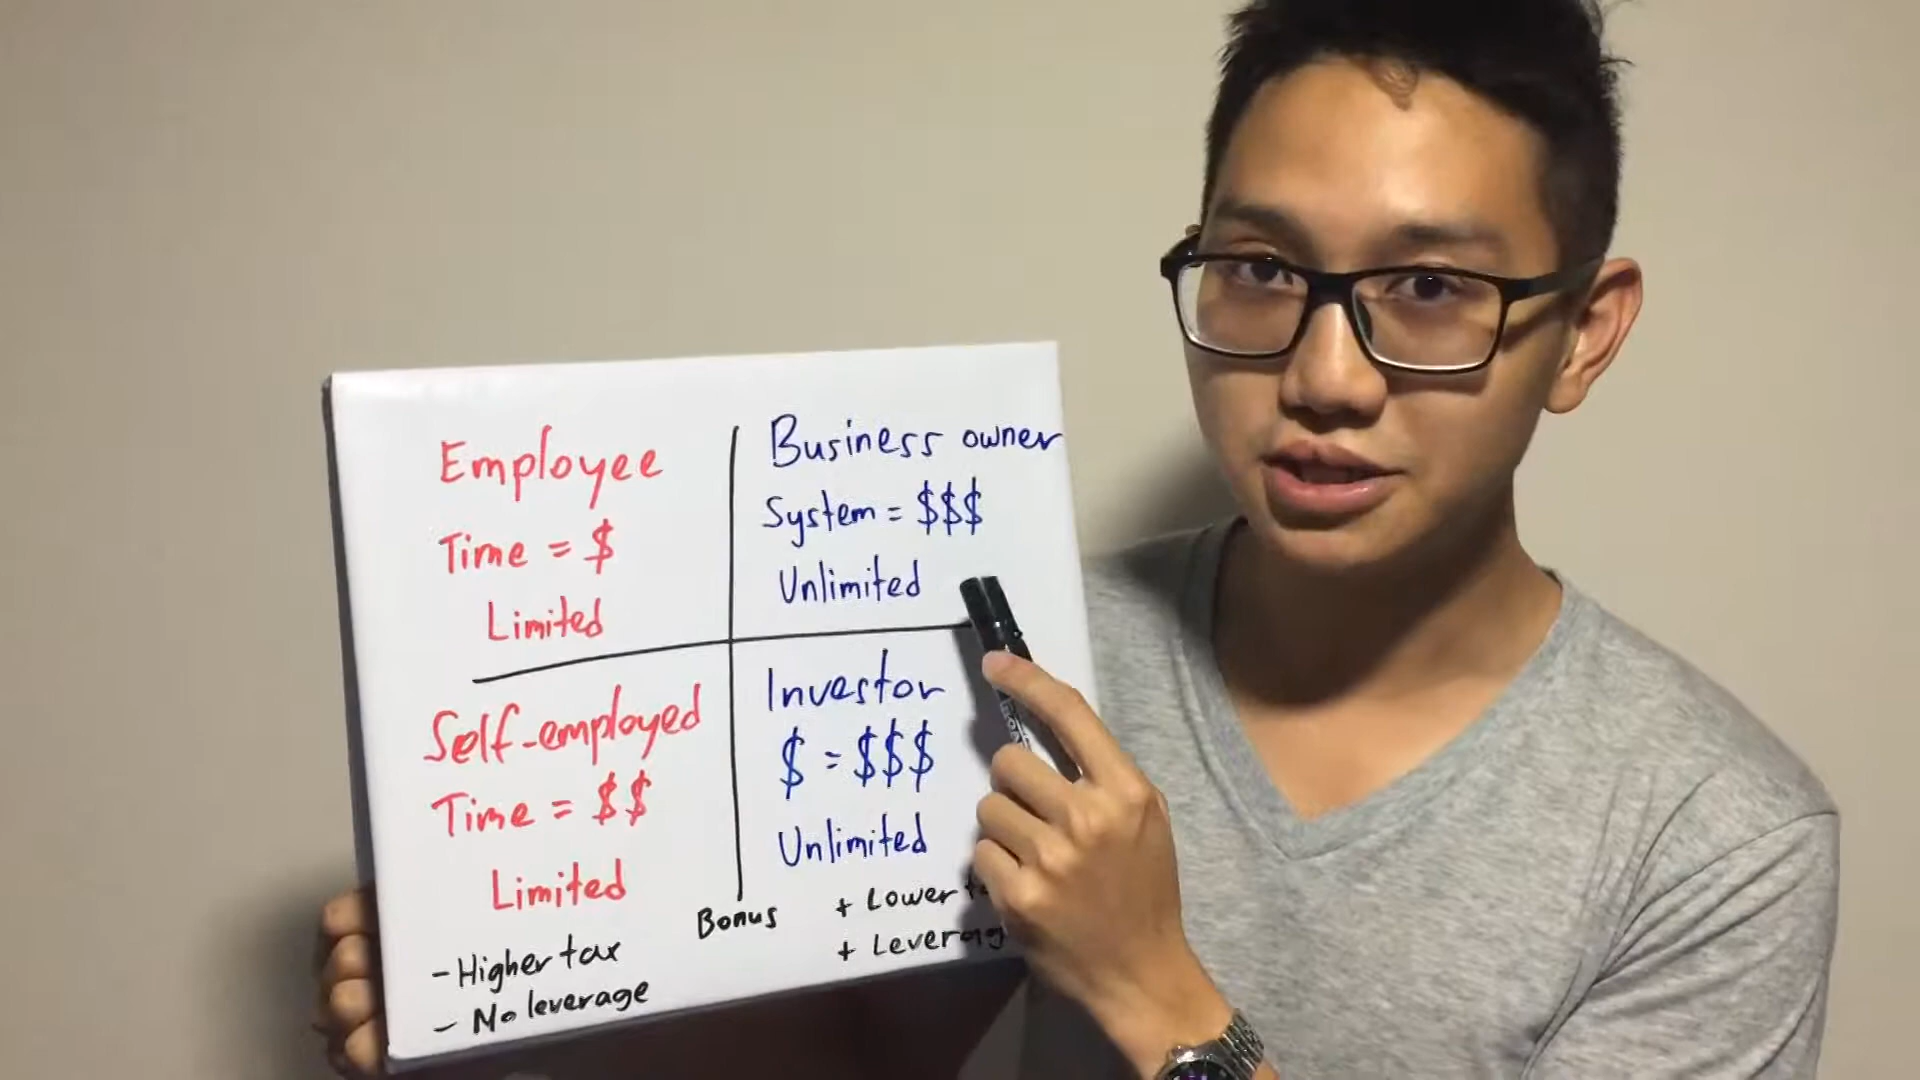 Employee
Time = $
Limited
Business owner
System = $$$
Unlimited
Self-employed
Time = $$
Limited
Investor
$ = $$$
Unlimited
Bonus
- Higher tax
- No leverage
+ Lower
+ Leverag